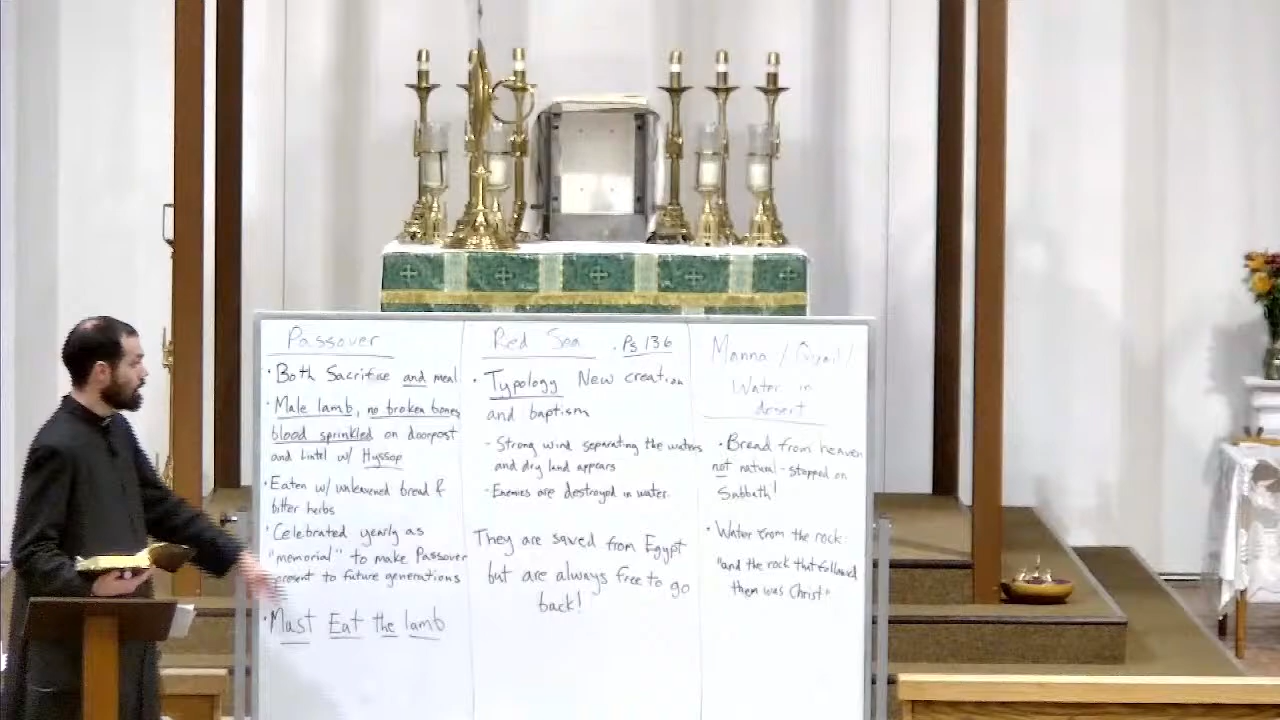 Passover
• Both Sacrifice and meal
• Male lamb, no broken bones
blood sprinkled on doorpost
and Lintel w/ Hyssop
• Eaten w/ unleavened bread &
bitter herbs
• Celebrated yearly as
"memorial" to make Passover
present to future generations
• Must Eat the lamb
Red Sea . Ps 136
• Typology New creation
and baptism
- Strong wind separating the waters
and dry land appears
- Enemies are destroyed in water
They are saved from Egypt
but are always free to go
back!
Manna / Quail /
Water in
desert
• Bread from heaven
not natural - stopped on
Sabbath!
• Water from the rock:
"and the rock that followed
them was Christ"